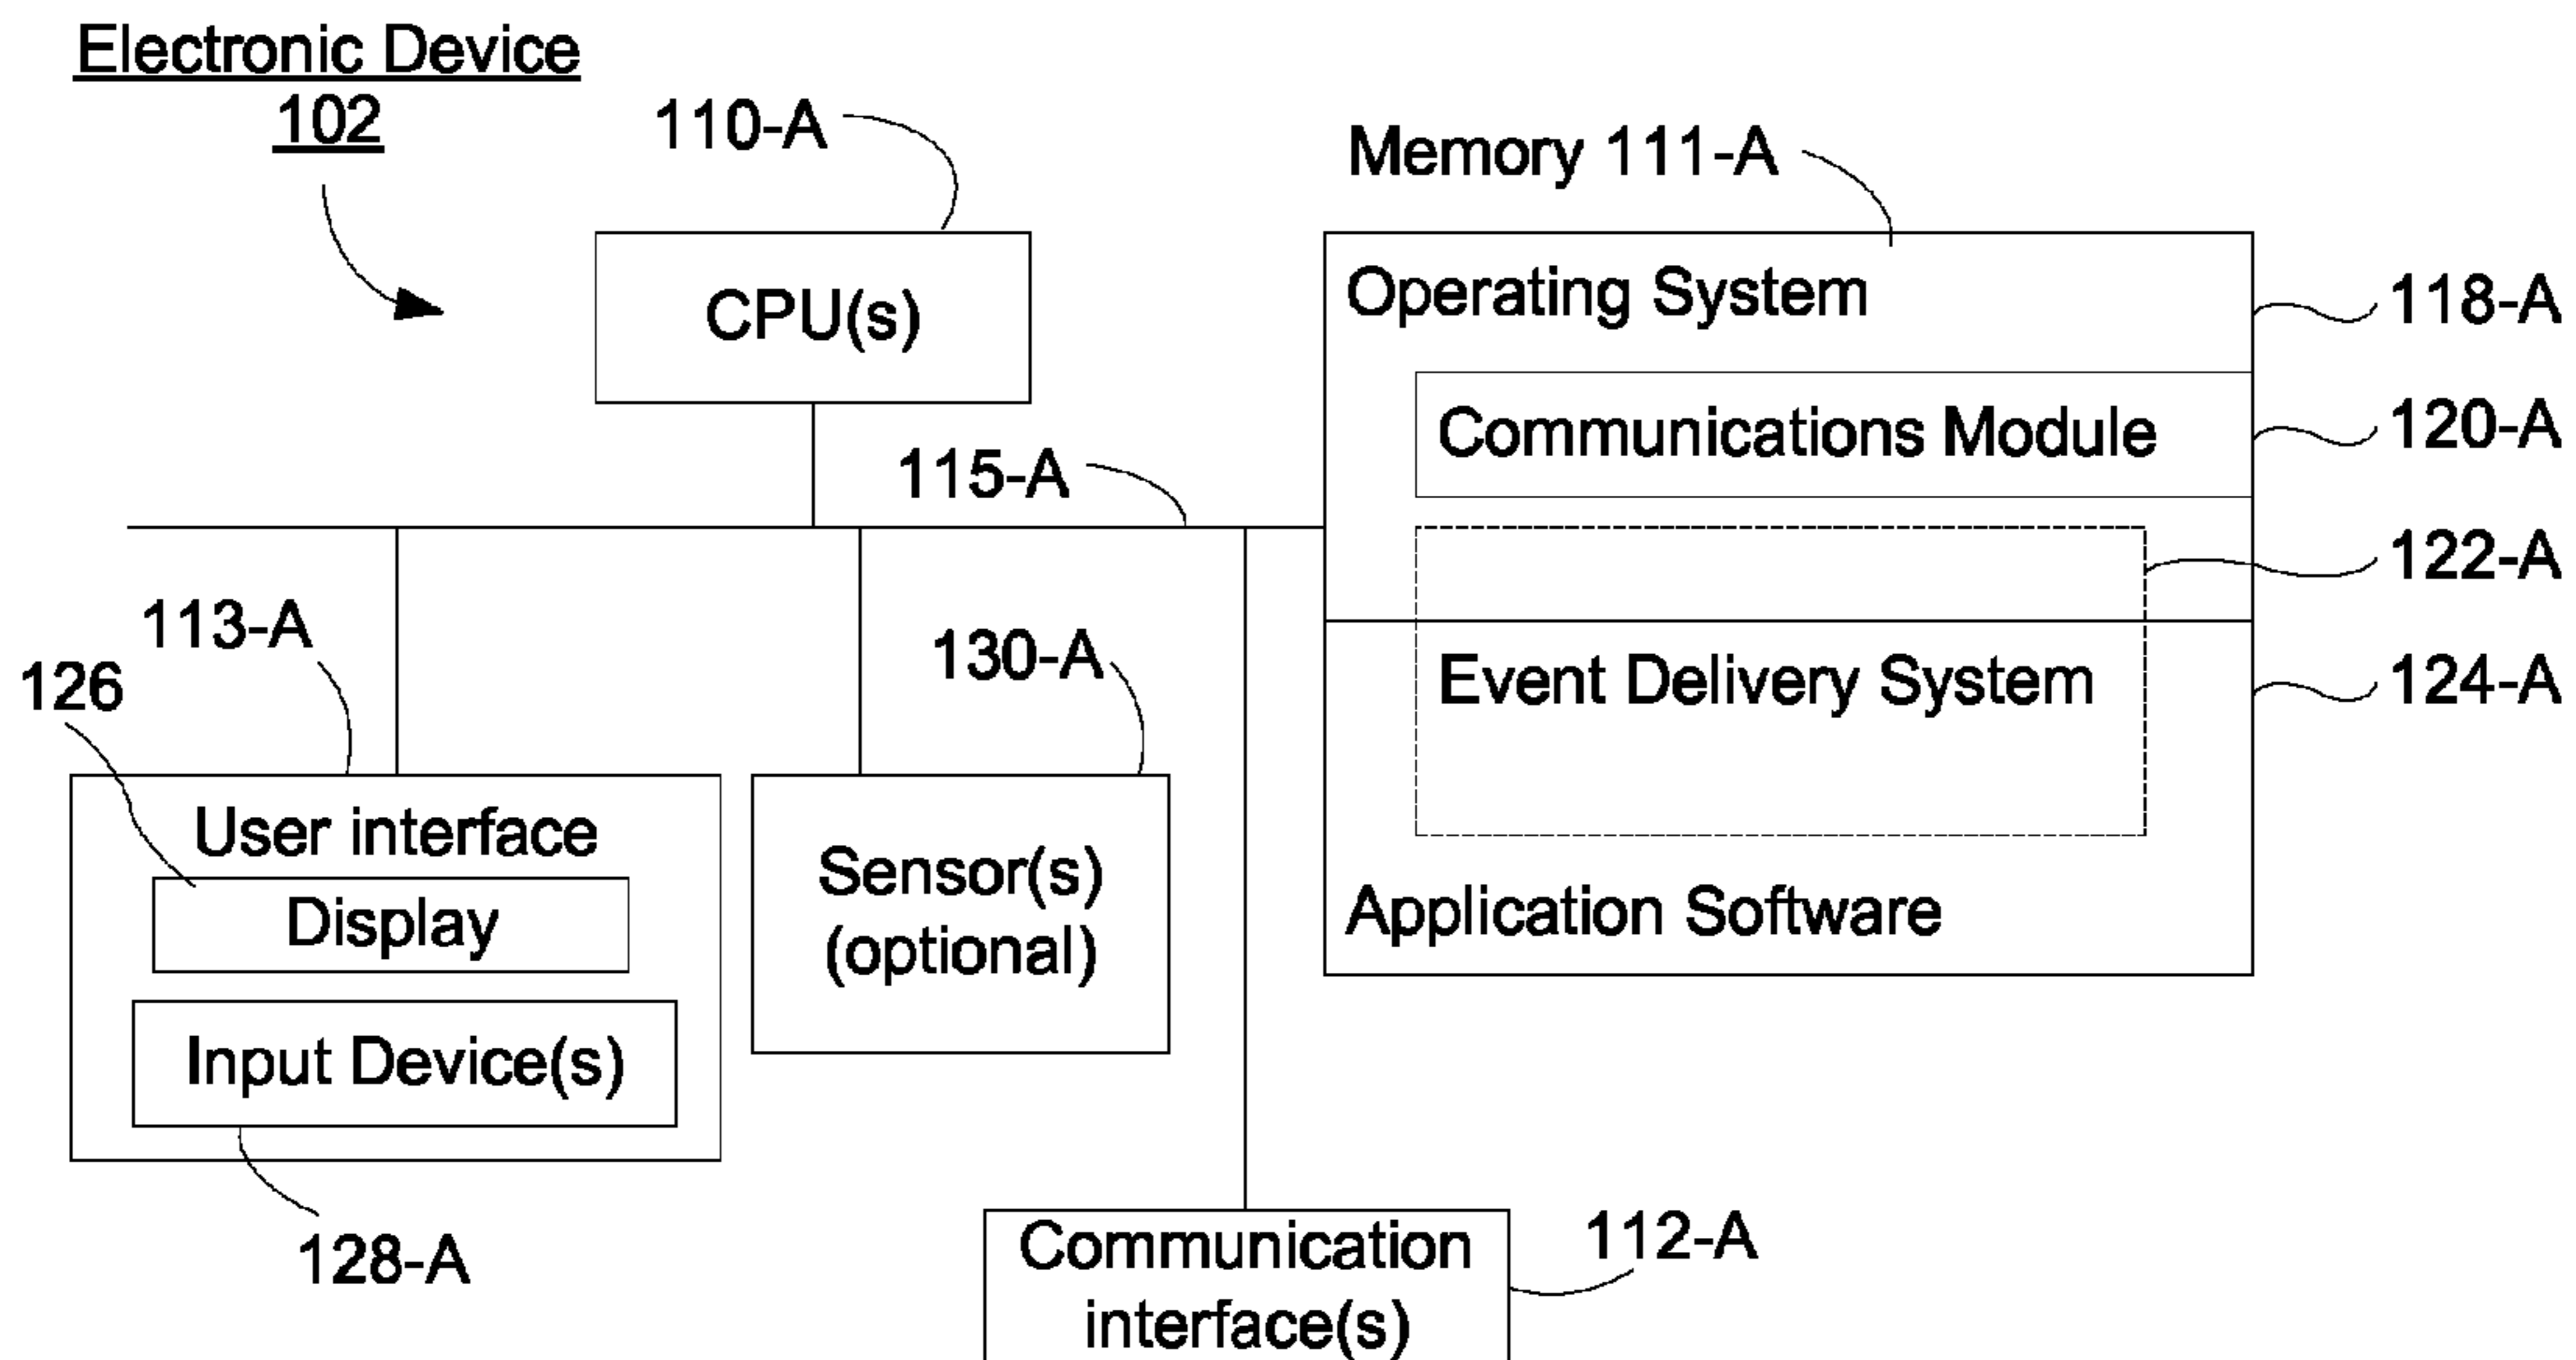 Electronic Device
102
110-A
Memory 111-A
CPU(s)
Operating System
118-A
Communications Module
120-A
115-A
122-A
113-A
126
130-A
Event Delivery System
124-A
User interface
Display
Input Device(s)
Sensor(s)
(optional)
Application Software
128-A
Communication
interface(s)
112-A